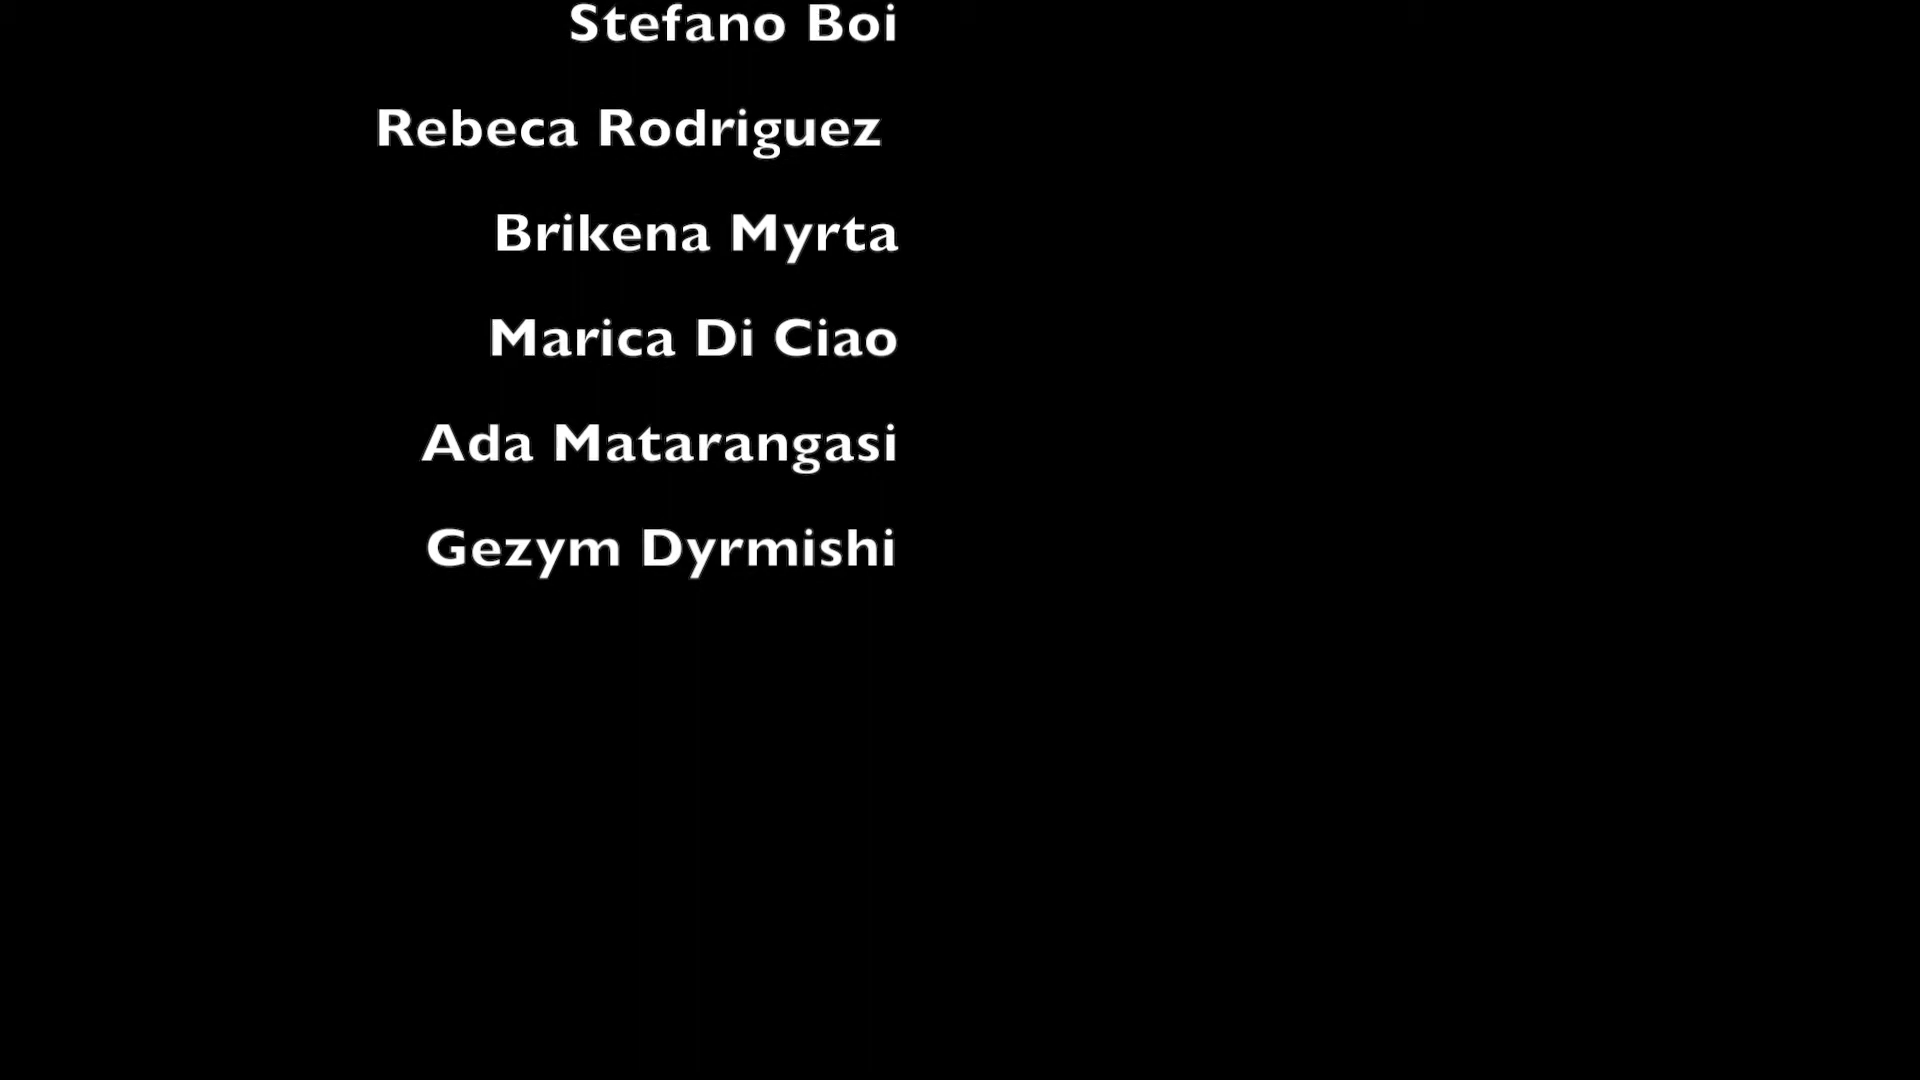 Stefano Boi
Rebeca Rodriguez
Brikena Myrta
Marica Di Ciao
Ada Matarangasi
Gezym Dyrmishi